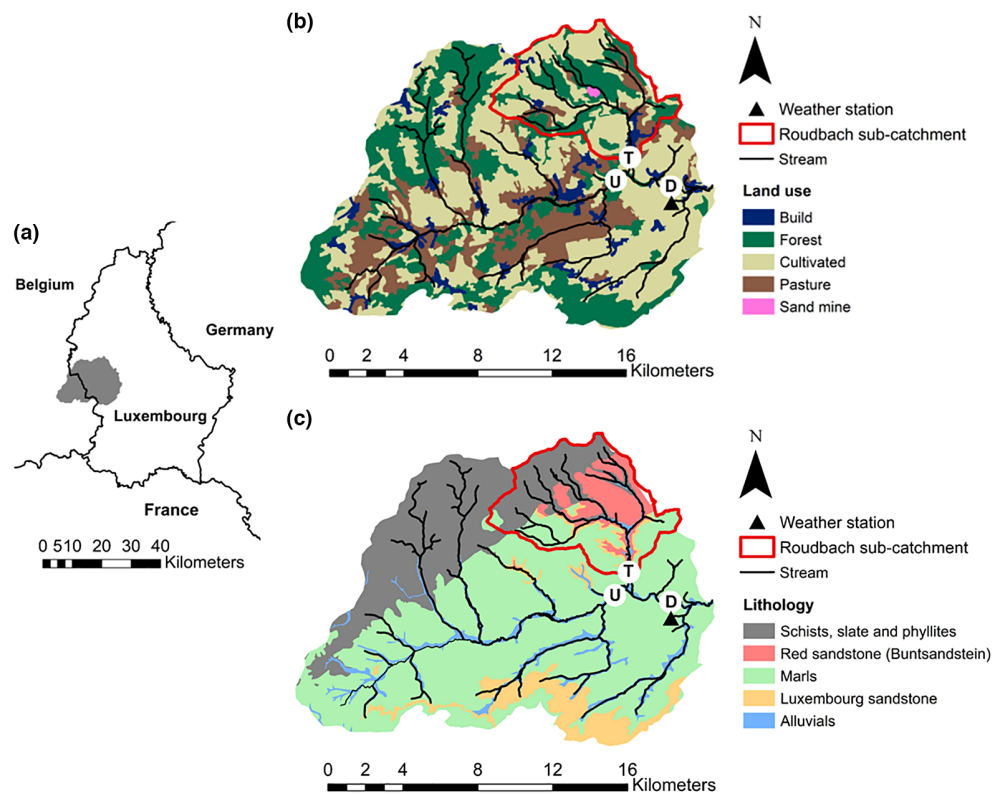 (a)
Belgium
Germany
Luxembourg
France
0 5 10 20 30 40
Kilometers
(b)
T
U
D
N
Weather station
Roudbach sub-catchment
Stream
Land use
Build
Forest
Cultivated
Pasture
Sand mine
0 2 4 8 12 16
Kilometers
(c)
T
U
D
N
Weather station
Roudbach sub-catchment
Stream
Lithology
Schists, slate and phyllites
Red sandstone (Buntsandstein)
Marls
Luxembourg sandstone
Alluvials
0 2 4 8 12 16
Kilometers